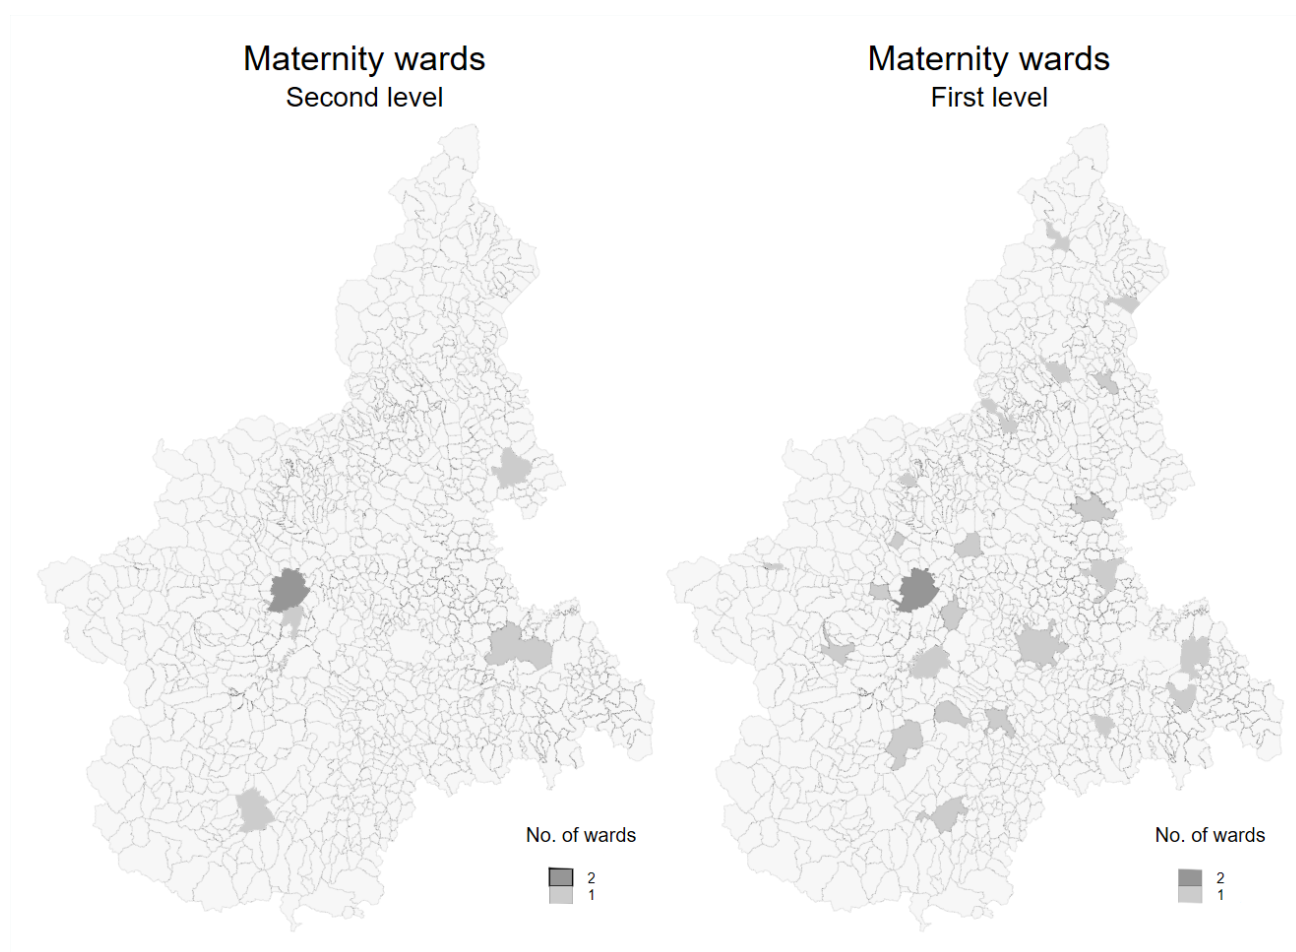 Maternity wards
Second level
No. of wards
2
1
Maternity wards
First level
No. of wards
2
1